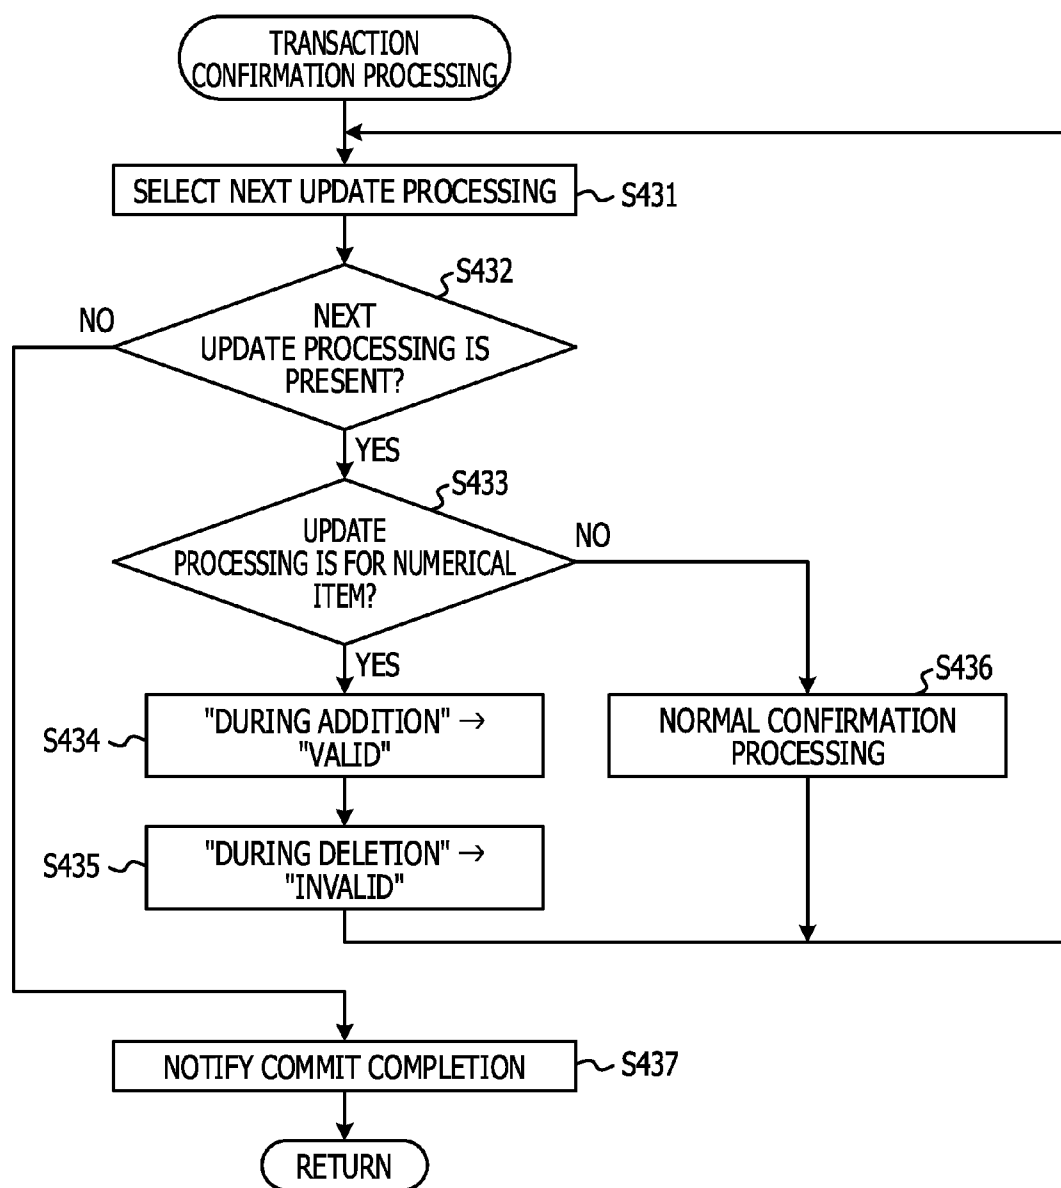 TRANSACTION
CONFIRMATION PROCESSING
SELECT NEXT UPDATE PROCESSING
S431
S432
NO
NEXT
UPDATE PROCESSING IS
PRESENT?
YES
S433
UPDATE
PROCESSING IS FOR NUMERICAL
ITEM?
NO
YES
S436
S434
"DURING ADDITION" →
"VALID"
NORMAL CONFIRMATION
PROCESSING
S435
"DURING DELETION" →
"INVALID"
NOTIFY COMMIT COMPLETION
S437
RETURN